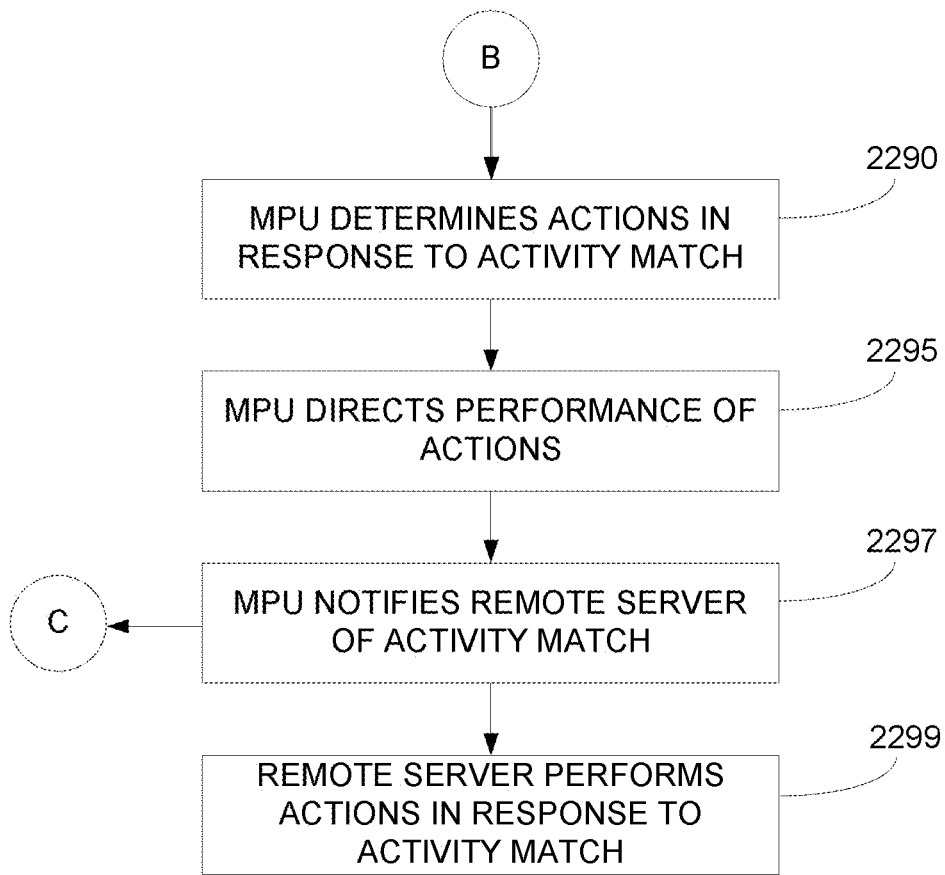 B
2290
MPU DETERMINES ACTIONS IN
RESPONSE TO ACTIVITY MATCH
2295
MPU DIRECTS PERFORMANCE OF
ACTIONS
2297
MPU NOTIFIES REMOTE SERVER
OF ACTIVITY MATCH
C
2299
REMOTE SERVER PERFORMS
ACTIONS IN RESPONSE TO
ACTIVITY MATCH